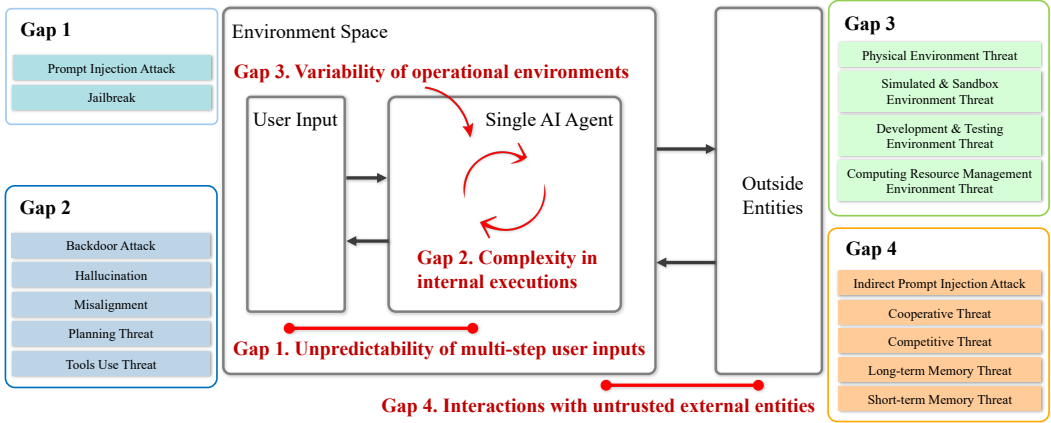 Gap 1
Prompt Injection Attack
Jailbreak
Gap 2
Backdoor Attack
Hallucination
Misalignment
Planning Threat
Tools Use Threat
Environment Space
Gap 3. Variability of operational environments
User Input
Single AI Agent
Gap 2. Complexity in
internal executions
Gap 1. Unpredictability of multi-step user inputs
Outside
Entities
Gap 4. Interactions with untrusted external entities
Gap 3
Physical Environment Threat
Simulated & Sandbox
Environment Threat
Development & Testing
Environment Threat
Computing Resource Management
Environment Threat
Gap 4
Indirect Prompt Injection Attack
Cooperative Threat
Competitive Threat
Long-term Memory Threat
Short-term Memory Threat